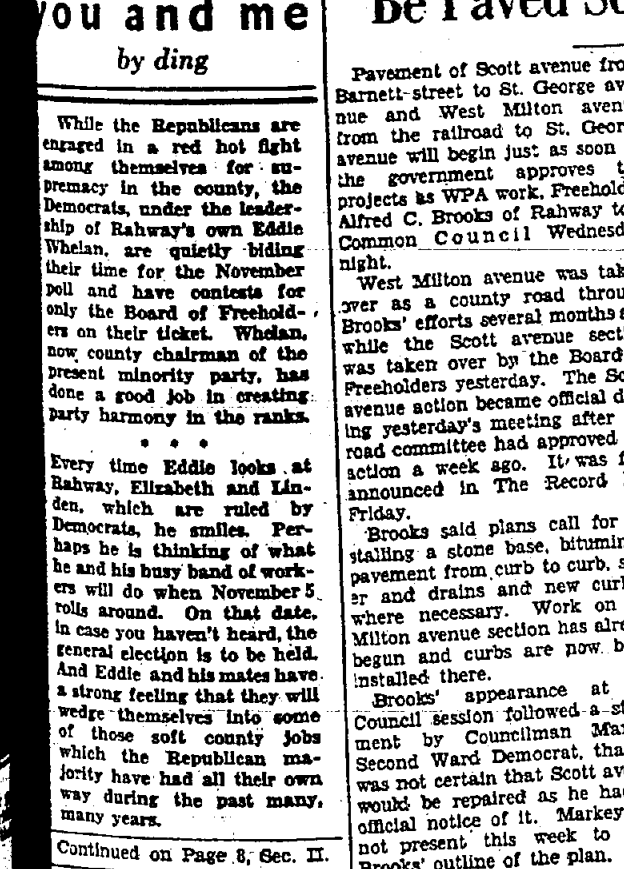 you and me
by ding
While the Republicans are
engaged in a red hot fight
among themselves for su-
premacy in the county, the
Democrats, under the leader-
ship of Rahway's own Eddie
Whelan, are quietly biding
their time for the November
poll and have contests for
only the Board of Freehold-
ers on their ticket. Whelan,
now county chairman of the
present minority party, has
done a good job in creating
party harmony in the ranks.
* * *
Every time Eddie looks at
Rahway, Elizabeth and Lin-
den, which are ruled by
Democrats, he smiles. Per-
haps he is thinking of what
he and his busy band of work-
ers will do when November 5
rolls around. On that date,
in case you haven't heard, the
general election is to be held.
And Eddie and his mates have
a strong feeling that they will
wedge themselves into some
of those soft county jobs
which the Republican ma-
jority have had all their own
way during the past many,
many years.
Continued on Page 8, Sec. II.
Be Paved
Pavement of Scott avenue
Barnett street to St. George
nue and West Milton
from the railroad to St.
avenue will begin just as soon
the government approves
projects as WPA work,
Alfred C. Brooks of Rahway
Common Council
night.
West Milton avenue was
over as a county road
Brooks' efforts several months
while the Scott avenue
was taken over by the Board
Freeholders yesterday. The
avenue action became official
ing yesterday's meeting after
road committee had approved
action a week ago. It was
announced in The Record
Friday.
Brooks said plans call for
stalling a stone base,
pavement from curb to curb,
er and drains and new
where necessary. Work on
Milton avenue section has
begun and curbs are now
installed there.
Brooks' appearance at
Council session followed a
ment by Councilman
Second Ward Democrat,
was not certain that Scott
would be repaired as he
official notice of it. Markey
not present this week to
Brooks' outline of the plan.